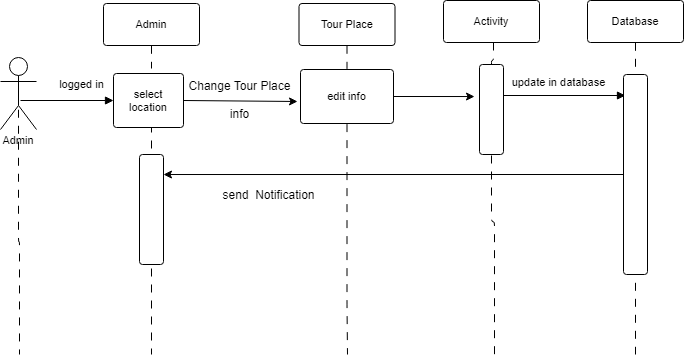 Admin
Tour Place
Activity
Database
logged in
select
location
Change Tour Place
info
edit info
update in database
Admin
send Notification